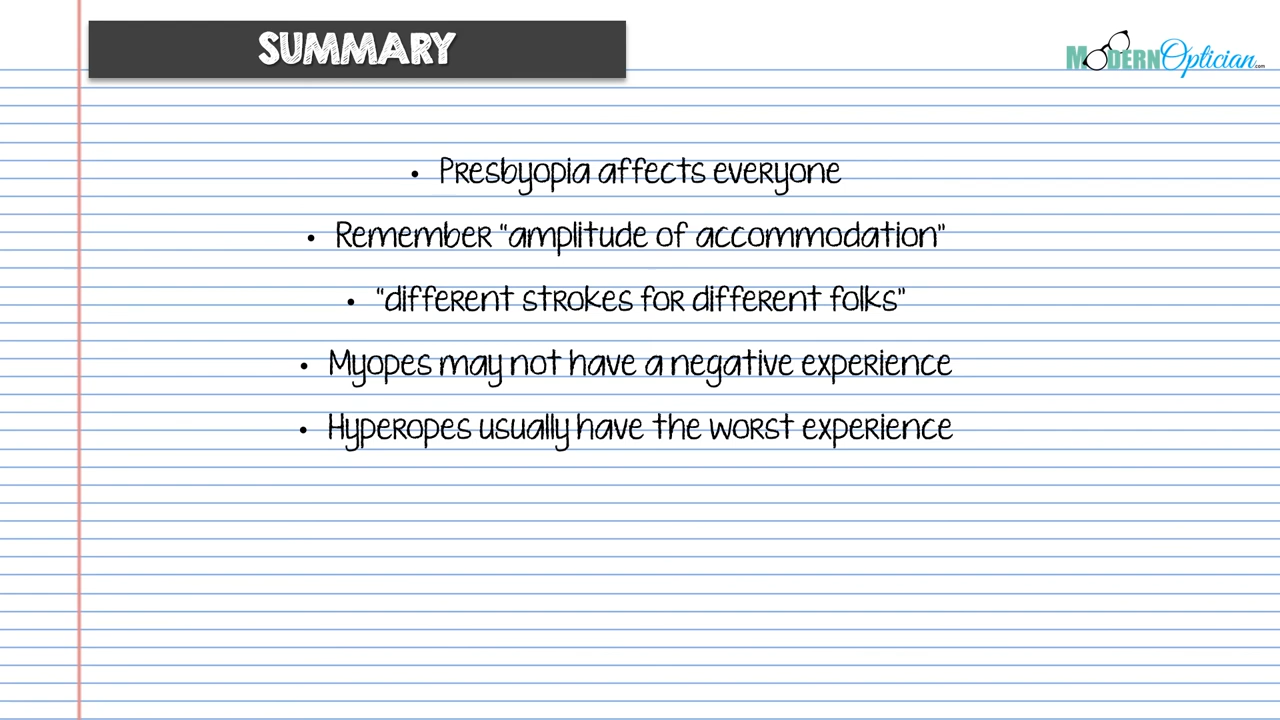 SUMMARY
MODERNOptician.com
• Presbyopia affects everyone
• Remember "amplitude of accommodation"
• "different strokes for different folks"
• Myopes may not have a negative experience
• Hyperopes usually have the worst experience